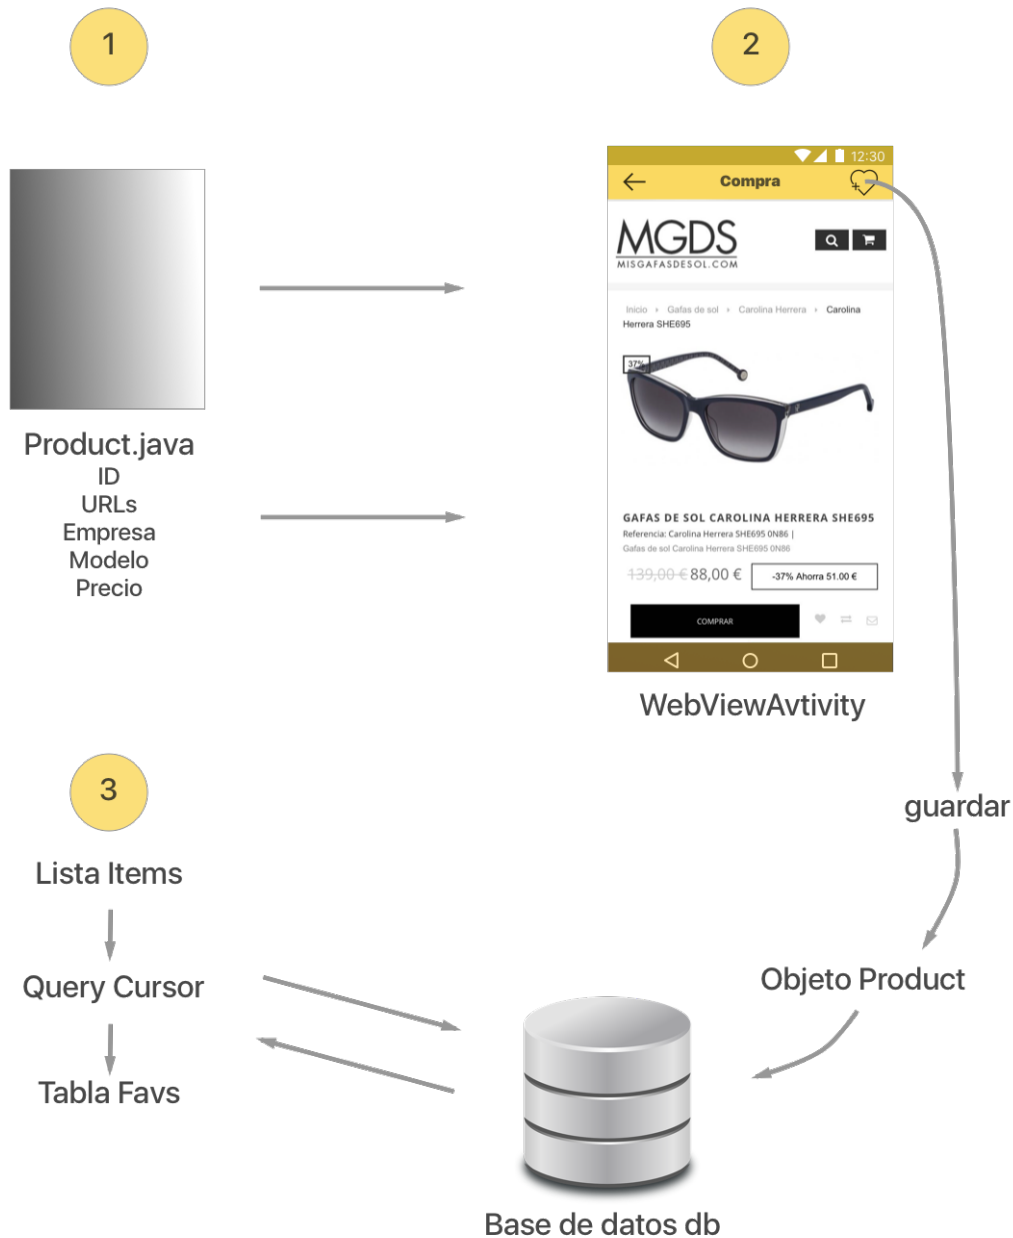 1
2
12:30
Compra
MGDS
MISGAFASDESOL.COM
Inicio › Gafas de sol › Carolina Herrera › Carolina
Herrera SHE695
37%
Product.java
ID
URLs
Empresa
Modelo
Precio
GAFAS DE SOL CAROLINA HERRERA SHE695
Referencia: Carolina Herrera SHE695 0N86 |
Gafas de sol Carolina Herrera SHE695 0N86
139,00 € 88,00 €
-37% Ahorra 51.00 €
COMPRAR
WebViewAvtivity
guardar
Objeto Product
3
Lista Items
Query Cursor
Tabla Favs
Base de datos db